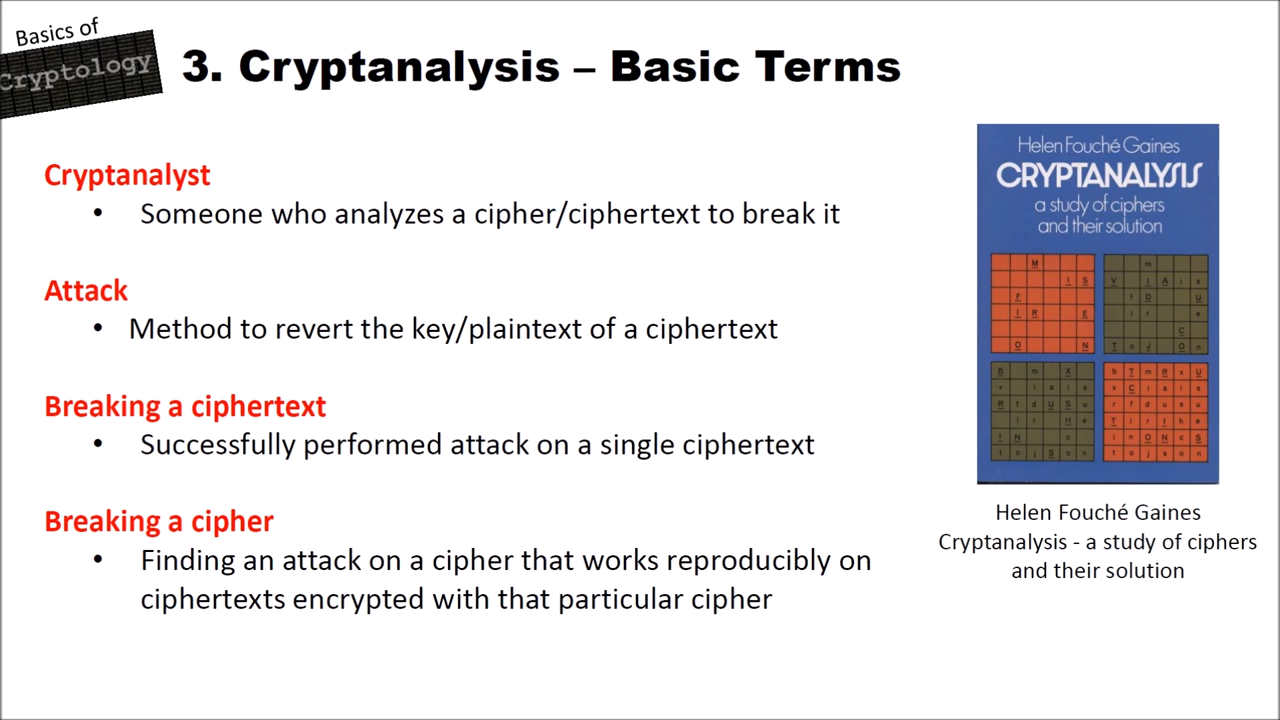 Basics of
Cryptology
3. Cryptanalysis – Basic Terms
Cryptanalyst
• Someone who analyzes a cipher/ciphertext to break it
Attack
• Method to revert the key/plaintext of a ciphertext
Breaking a ciphertext
• Successfully performed attack on a single ciphertext
Breaking a cipher
• Finding an attack on a cipher that works reproducibly on
ciphertexts encrypted with that particular cipher
Helen Fouché Gaines
CRYPTANALYSIS
a study of ciphers
and their solution
M
I S
F
I R E
O N
m
V I A i s
f D U
i r e
C
T o J O n
B m X
v i a i s
R f d U S u
i r H e
I N c
t o j S o n
b T m R x U
v C i a i s
r f d u s u
T i r I h e
i n O N c S
t o j s o n
Helen Fouché Gaines
Cryptanalysis - a study of ciphers
and their solution